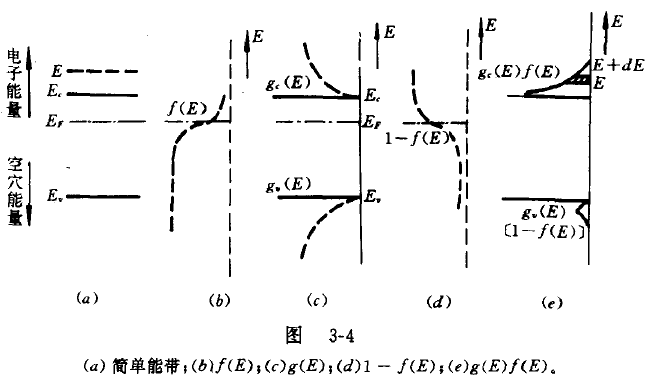 电子能量
空穴能量
E
E_c
E_F
E_v
f(E)
E
g_c(E)
g_v(E)
E
E_c
E_F
E_v
1-f(E)
E
g_c(E)f(E)
E
E+dE
E
g_v(E)
〔1-f(E)〕
(a)
(b)
(c)
(d)
(e)
图 3-4
(a)简单能带;(b)f(E);(c)g(E);(d)1-f(E);(e)g(E)f(E)。